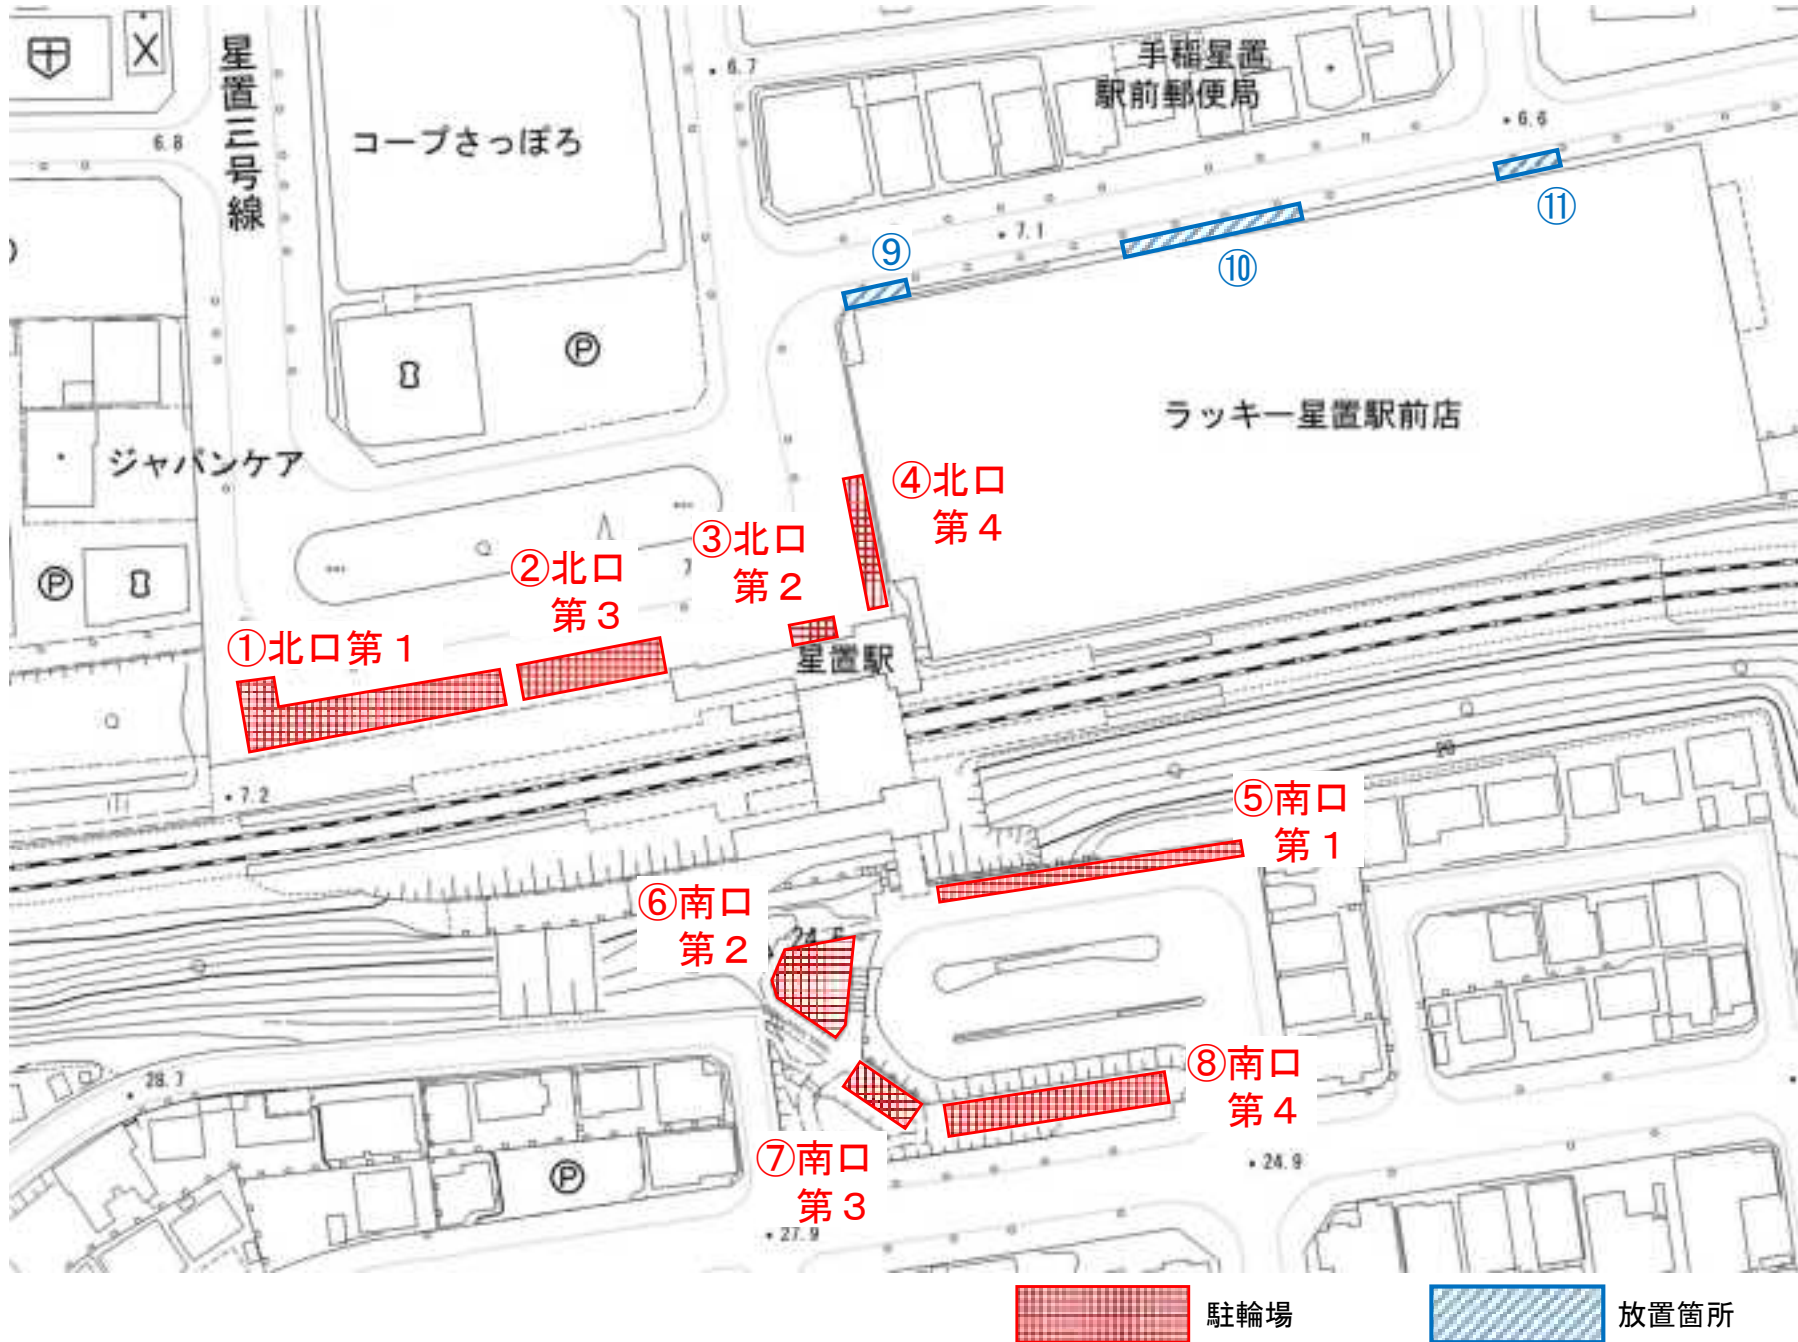 星置三号線
6.8
コープさっぽろ
6.7
手稲星置
駅前郵便局
6.6
7.1
⑨
⑩
⑪
Ⓟ
ラッキー星置駅前店
ジャパンケア
Ⓟ
④北口
第４
③北口
第２
②北口
第３
①北口第１
星置駅
7.2
⑤南口
第１
⑥南口
第２
⑧南口
第４
⑦南口
第３
28.7
Ⓟ
24.9
27.9
駐輪場
放置箇所